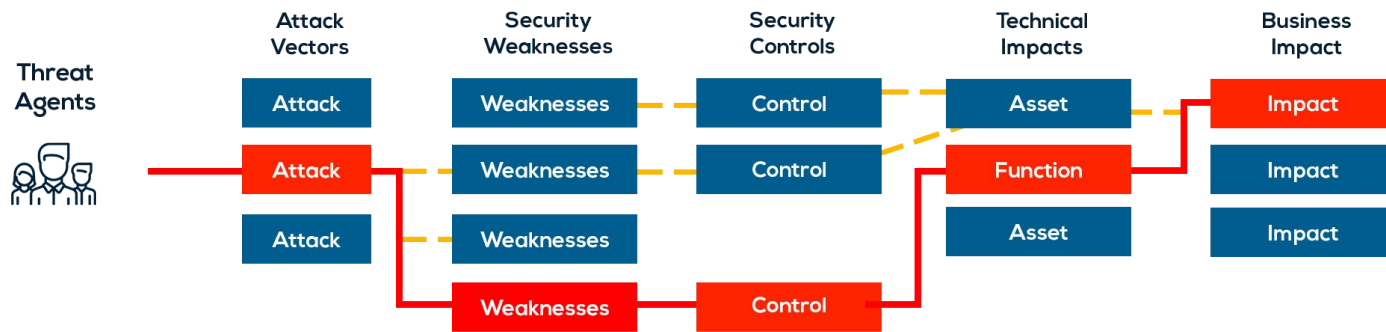 Threat
Agents
Attack
Vectors
Attack
Attack
Attack
Security
Weaknesses
Weaknesses
Weaknesses
Weaknesses
Weaknesses
Security
Controls
Control
Control
Control
Technical
Impacts
Asset
Function
Asset
Business
Impact
Impact
Impact
Impact